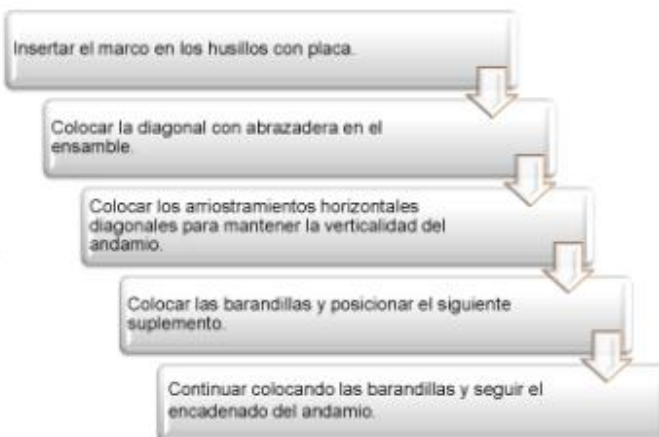 Insertar el marco en los husillos con placa.
Colocar la diagonal con abrazadera en el
ensamble.
Colocar los arriostramientos horizontales
diagonales para mantener la verticalidad del
andamio.
Colocar las barandillas y posicionar el siguiente
suplemento.
Continuar colocando las barandillas y seguir el
encadenado del andamio.